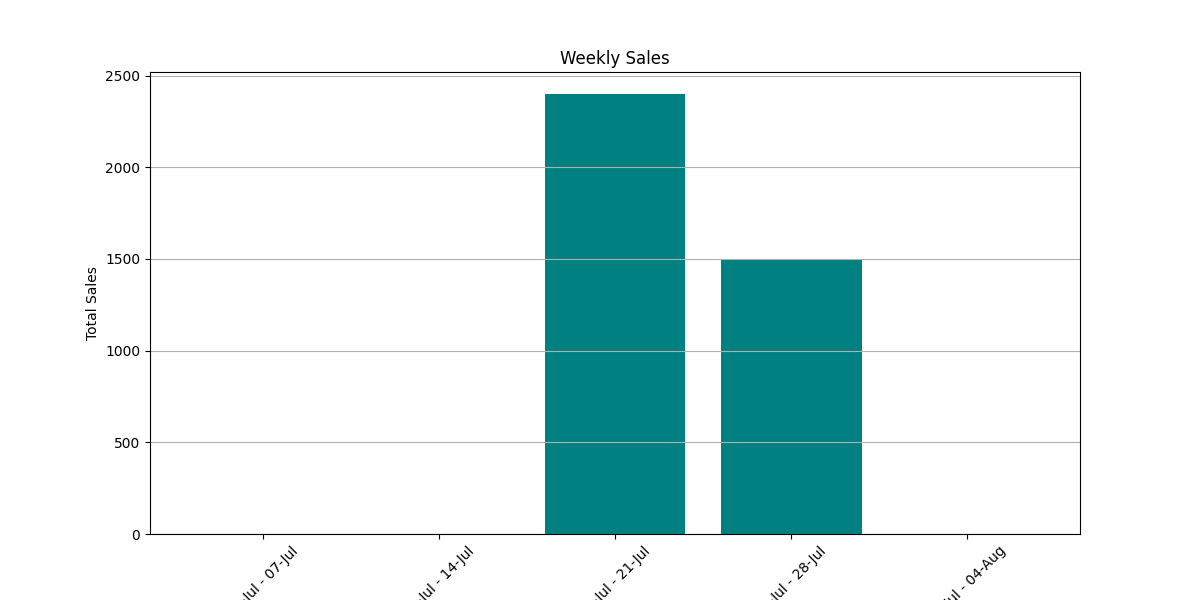 Weekly Sales
Total Sales
2500
2000
1500
1000
500
0
Jul - 07-Jul
Jul - 14-Jul
Jul - 21-Jul
Jul - 28-Jul
Jul - 04-Aug